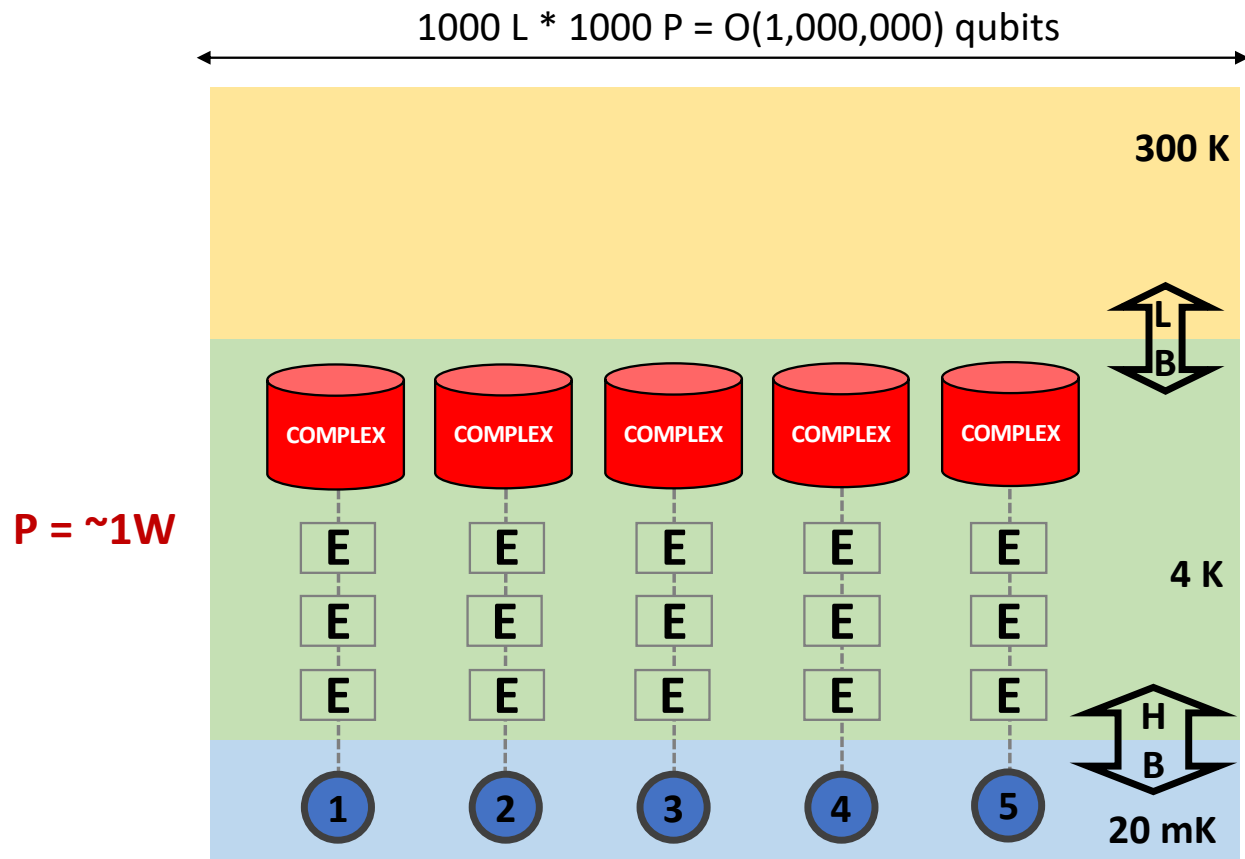 1000 L * 1000 P = O(1,000,000) qubits
300 K
L
B
COMPLEX COMPLEX COMPLEX COMPLEX COMPLEX
P = ~1W
E E E E E
4 K
E E E E E
E E E E E
H
B
1 2 3 4 5
20 mK